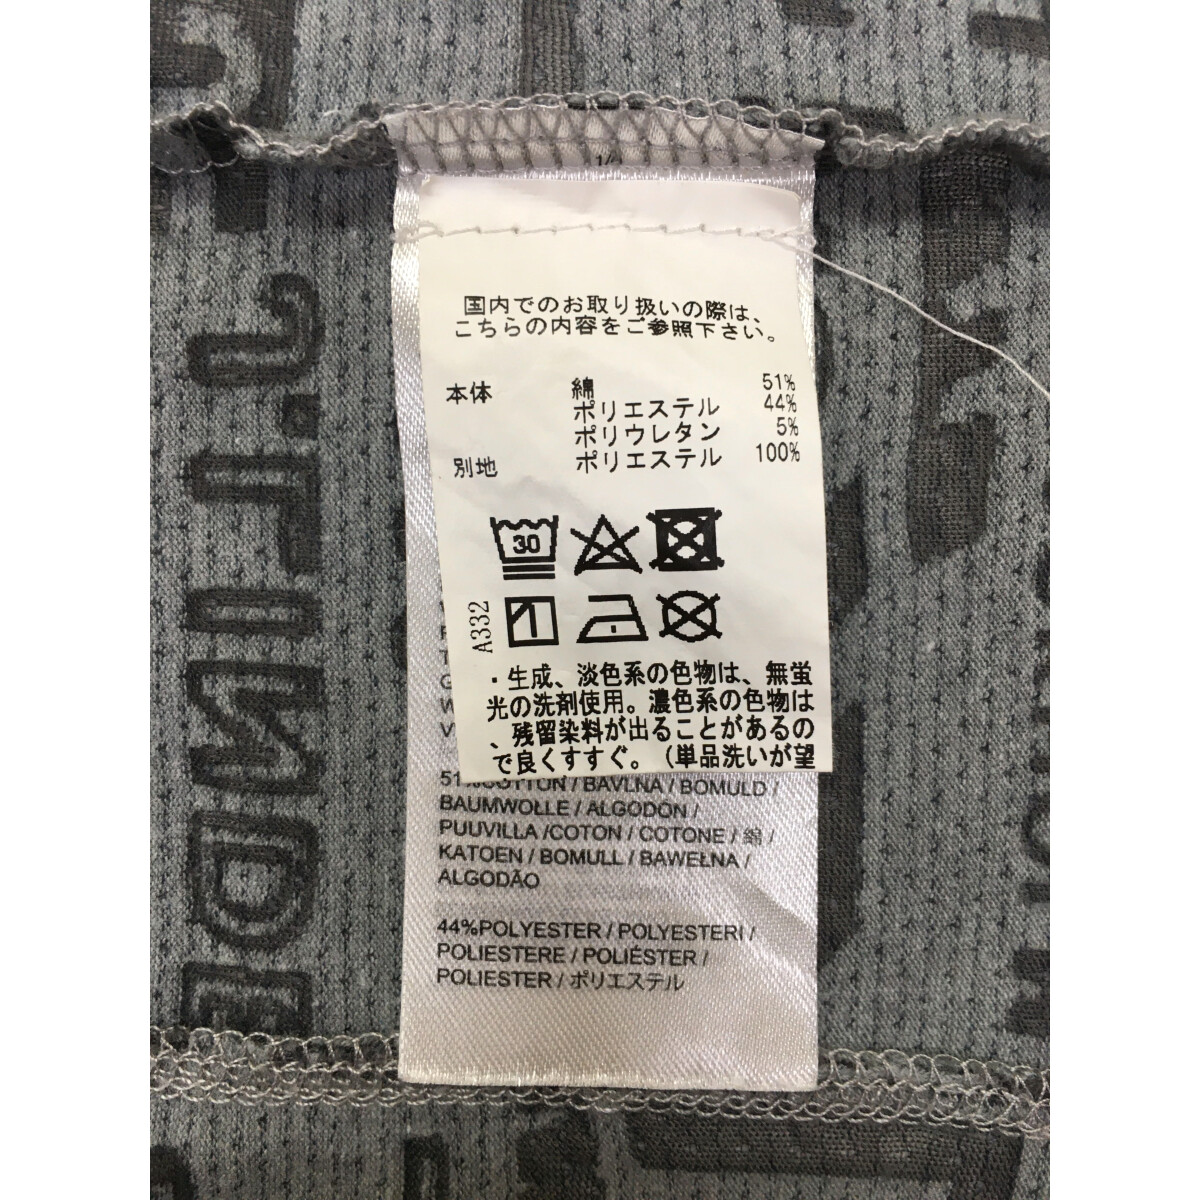 国内でのお取り扱いの際は、
こちらの内容をご参照下さい。
本体 綿 51%
ポリエステル 44%
ポリウレタン 5%
別地 ポリエステル 100%
30
A332
・生成、淡色系の色物は、無蛍
光の洗剤使用。濃色系の色物は
、残留染料が出ることがあるの
で良くすすぐ。（単品洗いが望
51%COTTON / BAVLNA / BOMULD /
BAUMWOLLE / ALGODON /
PUUVILLA /COTON / COTONE / 綿 /
KATOEN / BOMULL / BAWEŁNA /
ALGODÃO
44%POLYESTER / POLYESTERI /
POLIESTERE / POLIÉSTER /
POLIESTER / ポリエステル